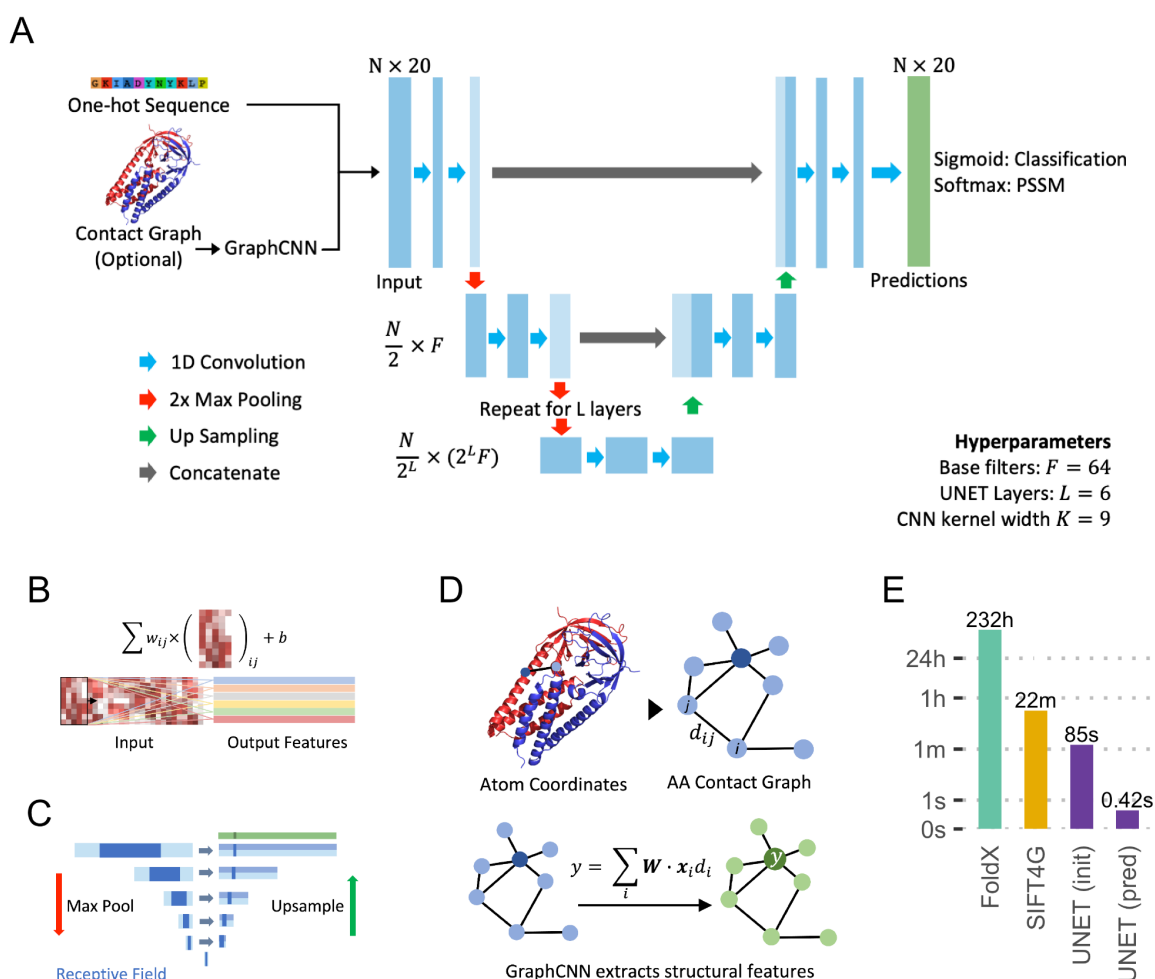 A
GKIADYNYKLP
One-hot Sequence
Contact Graph
(Optional)
GraphCNN
N × 20
Input
N × 20
Sigmoid: Classification
Softmax: PSSM
Predictions
N/2 × F
Repeat for L layers
N/2^L × (2^L F)
1D Convolution
2x Max Pooling
Up Sampling
Concatenate
Hyperparameters
Base filters: F = 64
UNET Layers: L = 6
CNN kernel width K = 9
B
∑ w_ij × ( )_ij + b
Input
Output Features
C
Max Pool
Upsample
Receptive Field
D
j
d_ij
i
Atom Coordinates
AA Contact Graph
y = ∑_i W · x_i d_i
y
GraphCNN extracts structural features
E
232h
24h
1h
22m
85s
1m
1s
0.42s
0s
FoldX
SIFT4G
UNET (init)
UNET (pred)